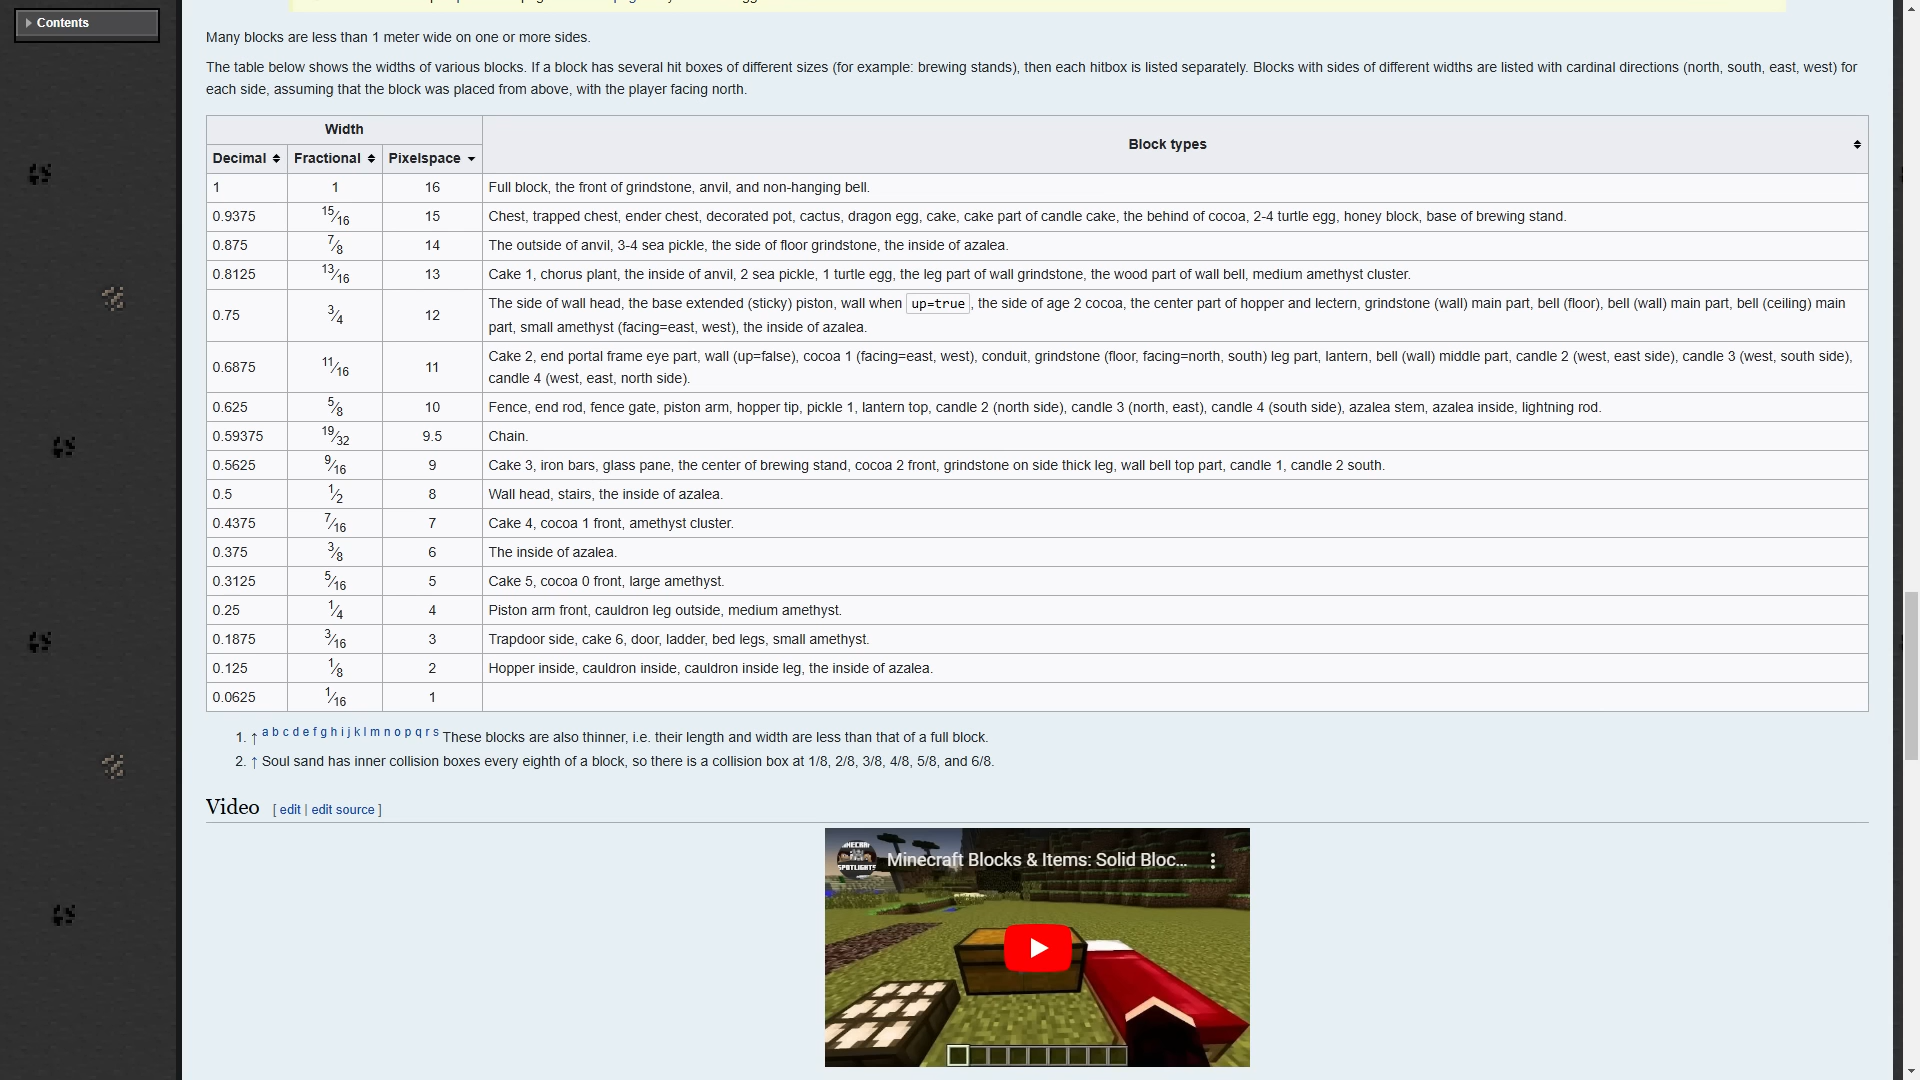 Contents
Many blocks are less than 1 meter wide on one or more sides.
The table below shows the widths of various blocks. If a block has several hit boxes of different sizes (for example: brewing stands), then each hitbox is listed separately. Blocks with sides of different widths are listed with cardinal directions (north, south, east, west) for
each side, assuming that the block was placed from above, with the player facing north.
Width
Block types
Decimal Fractional Pixelspace
1 1 16 Full block, the front of grindstone, anvil, and non-hanging bell.
0.9375 15⁄16 15 Chest, trapped chest, ender chest, decorated pot, cactus, dragon egg, cake, cake part of candle cake, the behind of cocoa, 2-4 turtle egg, honey block, base of brewing stand.
0.875 7⁄8 14 The outside of anvil, 3-4 sea pickle, the side of floor grindstone, the inside of azalea.
0.8125 13⁄16 13 Cake 1, chorus plant, the inside of anvil, 2 sea pickle, 1 turtle egg, the leg part of wall grindstone, the wood part of wall bell, medium amethyst cluster.
0.75 3⁄4 12 The side of wall head, the base extended (sticky) piston, wall when up=true, the side of age 2 cocoa, the center part of hopper and lectern, grindstone (wall) main part, bell (floor), bell (wall) main part, bell (ceiling) main
part, small amethyst (facing=east, west), the inside of azalea.
0.6875 11⁄16 11 Cake 2, end portal frame eye part, wall (up=false), cocoa 1 (facing=east, west), conduit, grindstone (floor, facing=north, south) leg part, lantern, bell (wall) middle part, candle 2 (west, east side), candle 3 (west, south side),
candle 4 (west, east, north side).
0.625 5⁄8 10 Fence, end rod, fence gate, piston arm, hopper tip, pickle 1, lantern top, candle 2 (north side), candle 3 (north, east), candle 4 (south side), azalea stem, azalea inside, lightning rod.
0.59375 19⁄32 9.5 Chain.
0.5625 9⁄16 9 Cake 3, iron bars, glass pane, the center of brewing stand, cocoa 2 front, grindstone on side thick leg, wall bell top part, candle 1, candle 2 south.
0.5 1⁄2 8 Wall head, stairs, the inside of azalea.
0.4375 7⁄16 7 Cake 4, cocoa 1 front, amethyst cluster.
0.375 3⁄8 6 The inside of azalea.
0.3125 5⁄16 5 Cake 5, cocoa 0 front, large amethyst.
0.25 1⁄4 4 Piston arm front, cauldron leg outside, medium amethyst.
0.1875 3⁄16 3 Trapdoor side, cake 6, door, ladder, bed legs, small amethyst.
0.125 1⁄8 2 Hopper inside, cauldron inside, cauldron inside leg, the inside of azalea.
0.0625 1⁄16 1
1. ↑ a b c d e f g h i j k l m n o p q r s These blocks are also thinner, i.e. their length and width are less than that of a full block.
2. ↑ Soul sand has inner collision boxes every eighth of a block, so there is a collision box at 1/8, 2/8, 3/8, 4/8, 5/8, and 6/8.
Video [ edit | edit source ]
Minecraft Blocks & Items: Solid Bloc...